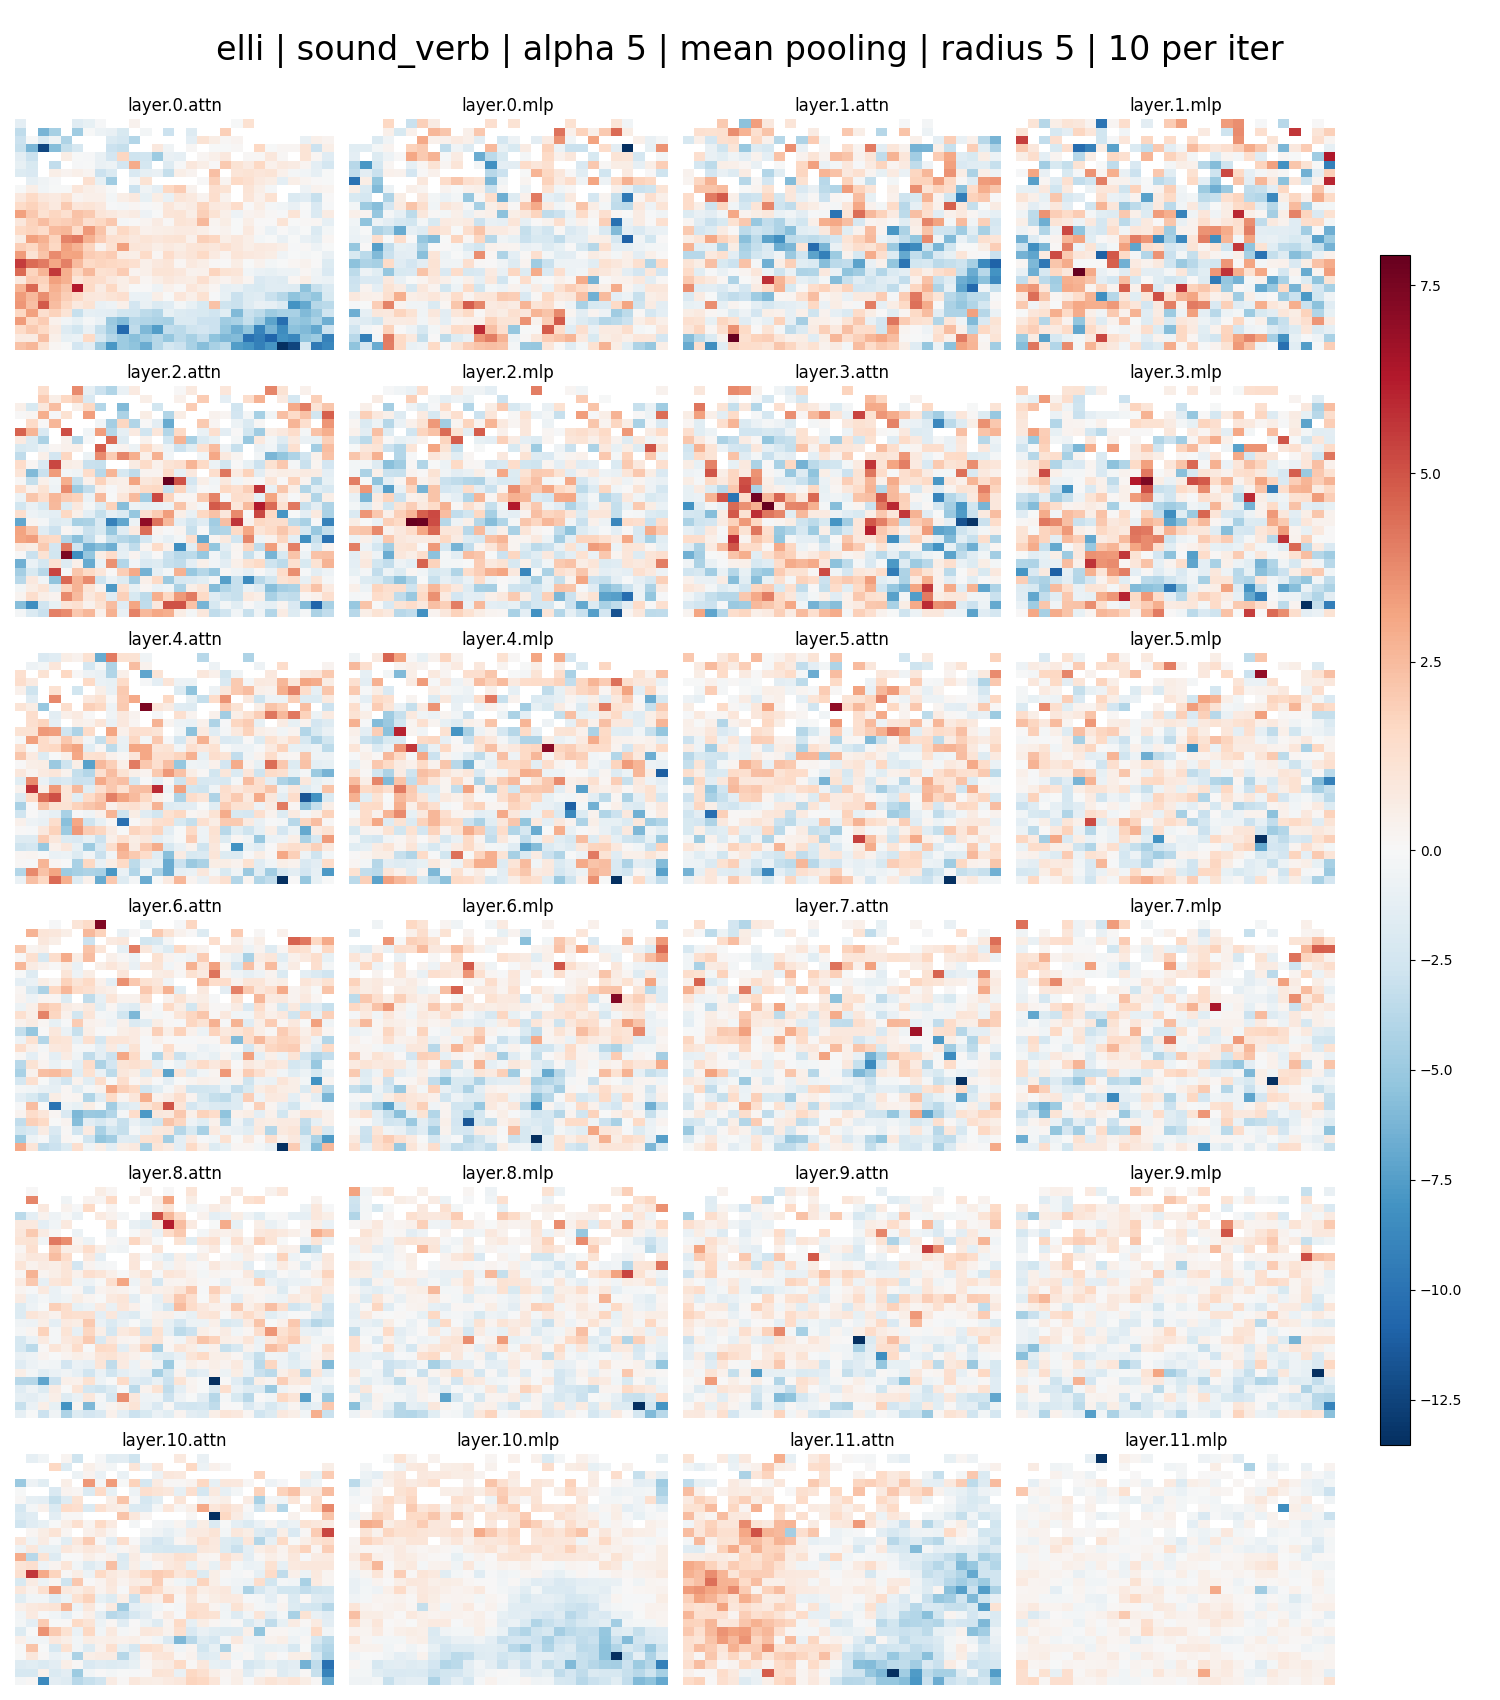 elli | sound_verb | alpha 5 | mean pooling | radius 5 | 10 per iter
layer.0.attn layer.0.mlp layer.1.attn layer.1.mlp
layer.2.attn layer.2.mlp layer.3.attn layer.3.mlp
layer.4.attn layer.4.mlp layer.5.attn layer.5.mlp
layer.6.attn layer.6.mlp layer.7.attn layer.7.mlp
layer.8.attn layer.8.mlp layer.9.attn layer.9.mlp
layer.10.attn layer.10.mlp layer.11.attn layer.11.mlp
7.5
5.0
2.5
0.0
−2.5
−5.0
−7.5
−10.0
−12.5